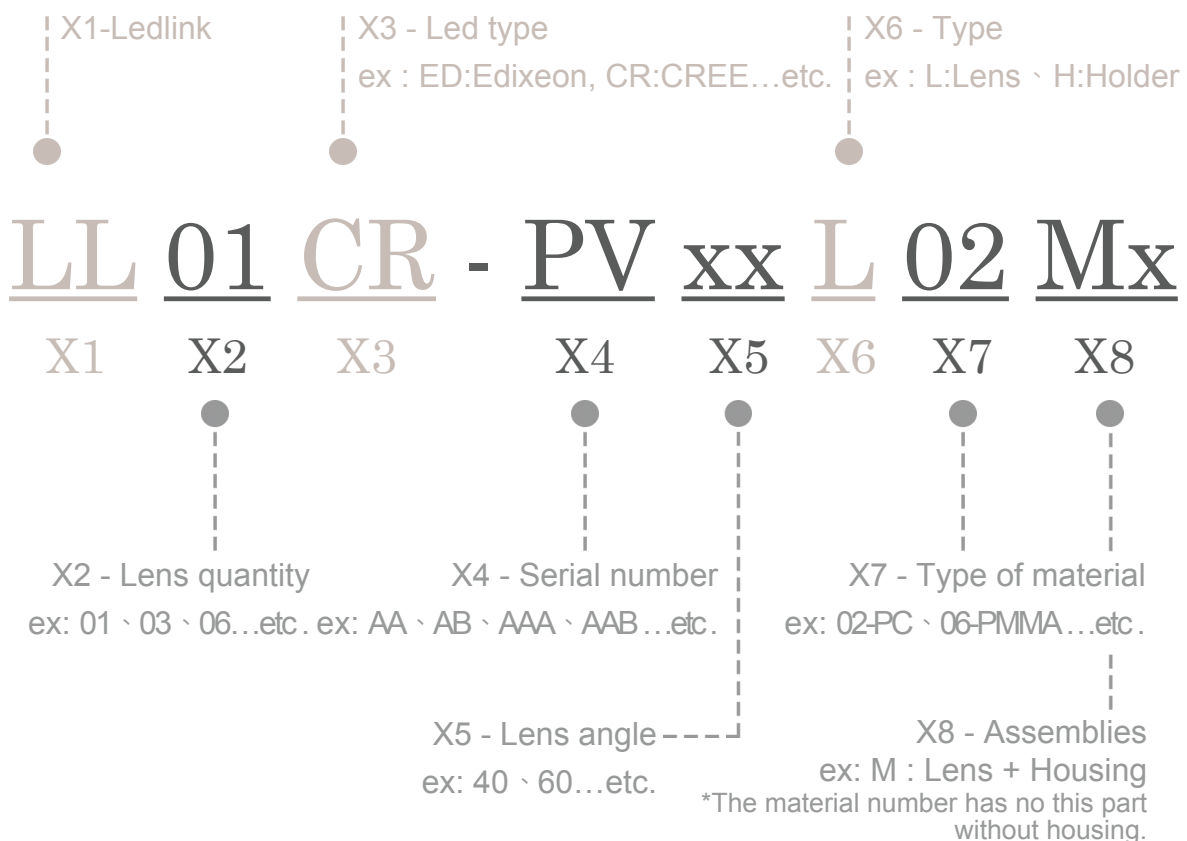 X1-Ledlink
X3 - Led type
ex : ED:Edixeon, CR:CREE…etc.
X6 - Type
ex : L:Lens、H:Holder
LL 01 CR - PV xx L 02 Mx
X1 X2 X3 X4 X5 X6 X7 X8
X2 - Lens quantity
ex: 01、03、06…etc.
X4 - Serial number
ex: AA、AB、AAA、AAB…etc.
X7 - Type of material
ex: 02-PC、06-PMMA…etc.
X5 - Lens angle
ex: 40、60…etc.
X8 - Assemblies
ex: M : Lens + Housing
*The material number has no this part
without housing.